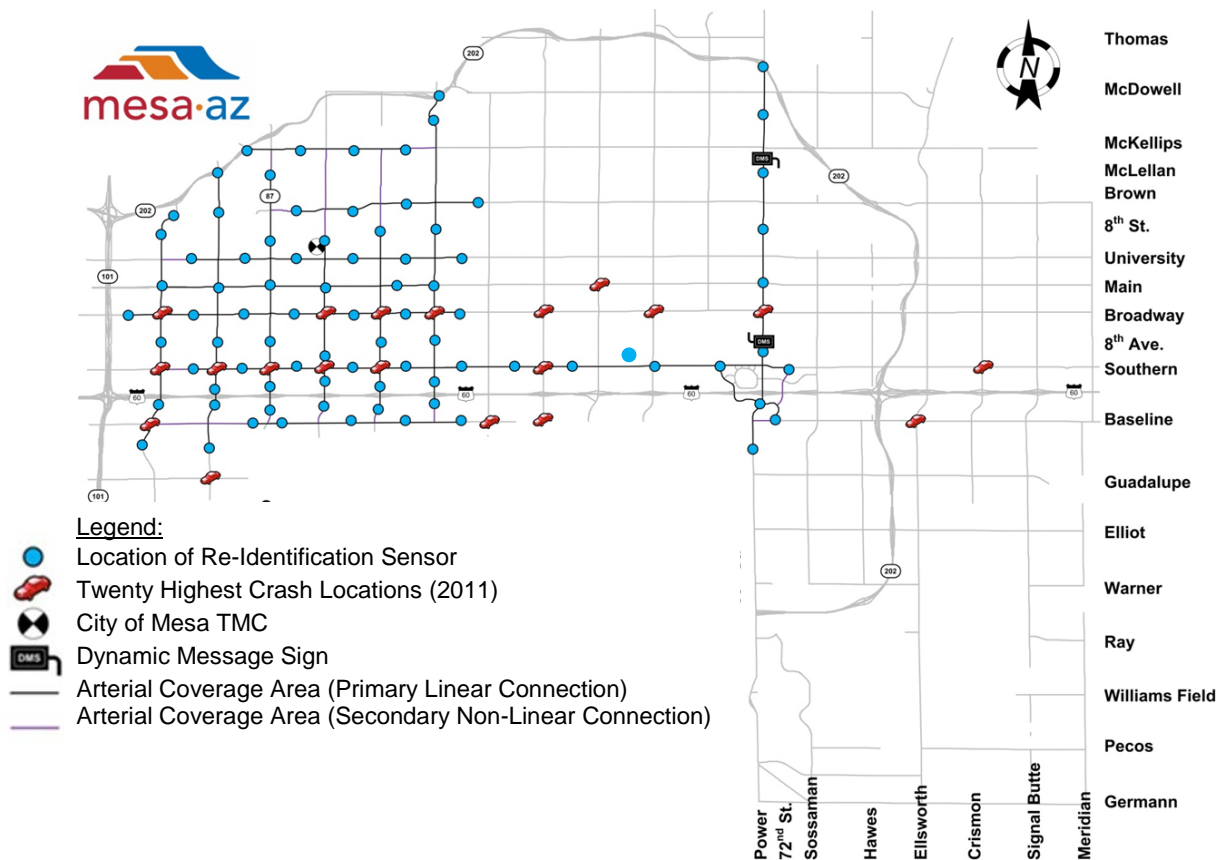 mesa·az
N
Thomas
McDowell
McKellips
McLellan
Brown
8th St.
University
Main
Broadway
8th Ave.
Southern
Baseline
Guadalupe
Elliot
Warner
Ray
Williams Field
Pecos
Germann
202
202
202
202
87
101
101
60
60
60
60
DMS
DMS
Legend:
Location of Re-Identification Sensor
Twenty Highest Crash Locations (2011)
City of Mesa TMC
DMS
Dynamic Message Sign
Arterial Coverage Area (Primary Linear Connection)
Arterial Coverage Area (Secondary Non-Linear Connection)
Power
72nd St.
Sossaman
Hawes
Ellsworth
Crismon
Signal Butte
Meridian